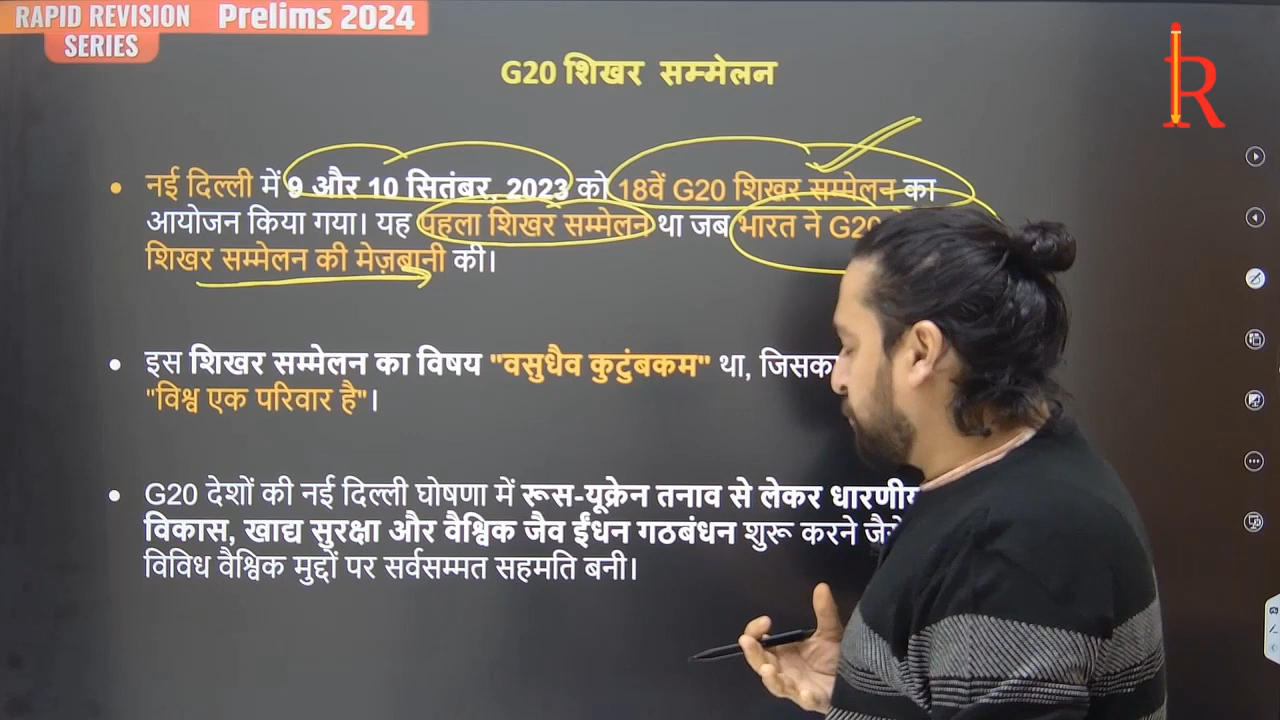 RAPID REVISION
SERIES
Prelims 2024
R
G20 शिखर सम्मेलन
नई दिल्ली में 9 और 10 सितंबर, 2023 को 18वें G20 शिखर सम्मेलन का
आयोजन किया गया। यह पहला शिखर सम्मेलन था जब भारत ने G20
शिखर सम्मेलन की मेज़बानी की।
इस शिखर सम्मेलन का विषय "वसुधैव कुटुंबकम" था,
"विश्व एक परिवार है"।
G20 देशों की नई दिल्ली घोषणा में रूस-यूक्रेन तनाव से लेकर
विकास, खाद्य सुरक्षा और वैश्विक जैव ईंधन गठबंधन शुरू करने
विविध वैश्विक मुद्दों पर सर्वसम्मत सहमति बनी।